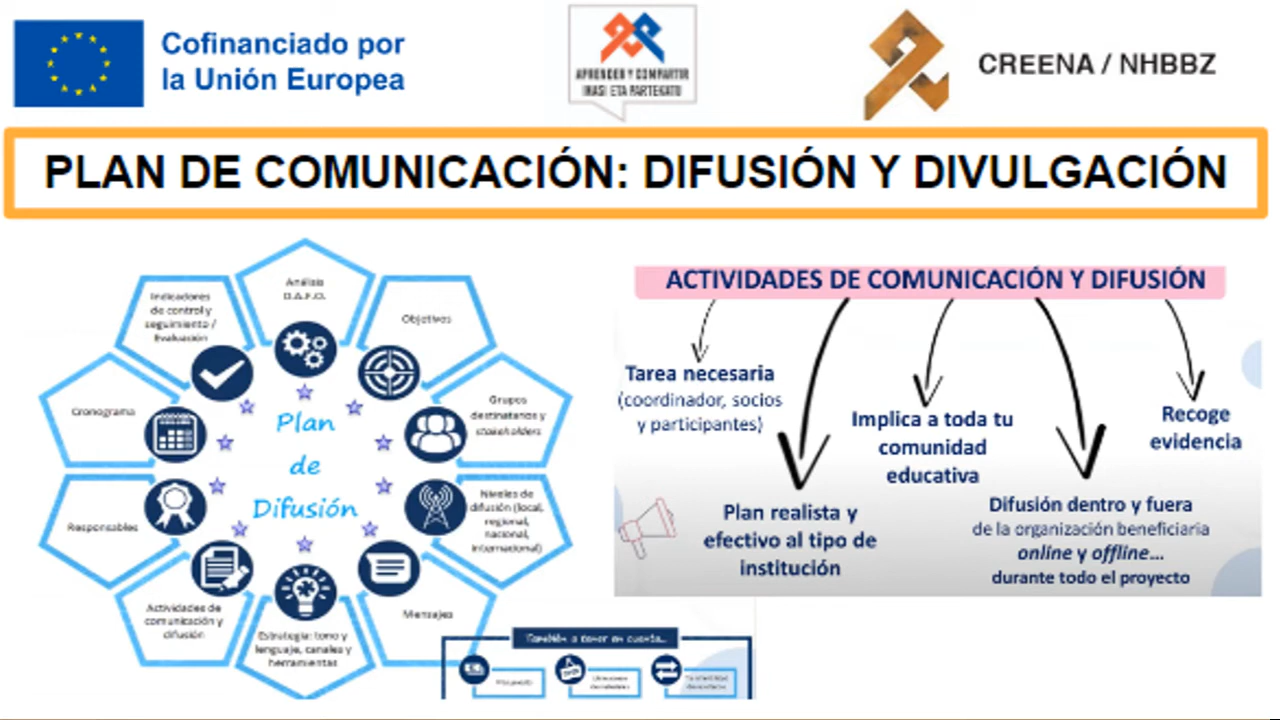 Cofinanciado por
la Unión Europea
APRENDER Y COMPARTIR
IKASI ETA PARTEKATU
CREENA / NHBBZ
PLAN DE COMUNICACIÓN: DIFUSIÓN Y DIVULGACIÓN
Análisis
D.A.F.O.
Objetivos
Grupos
destinatarios y
stakeholders
Niveles de
difusión (local,
regional,
nacional,
internacional)
Mensajes
Estrategia: tono y
lenguaje, canales y
herramientas
Actividades de
comunicación y
difusión
Responsables
Cronograma
Indicadores
de control y
seguimiento /
Evaluación
Plan
de
Difusión
También a tener en cuenta...
ACTIVIDADES DE COMUNICACIÓN Y DIFUSIÓN
Tarea necesaria
(coordinador, socios
y participantes)
Plan realista y
efectivo al tipo de
institución
Implica a toda tu
comunidad
educativa
Difusión dentro y fuera
de la organización beneficiaria
online y offline...
durante todo el proyecto
Recoge
evidencia